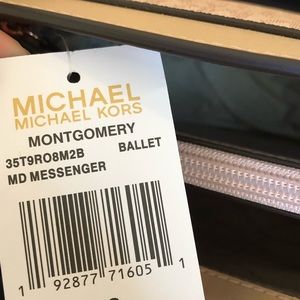 MICHAEL
MICHAEL KORS
MONTGOMERY
35T9RO8M2B BALLET
MD MESSENGER
1 92877 71605 1